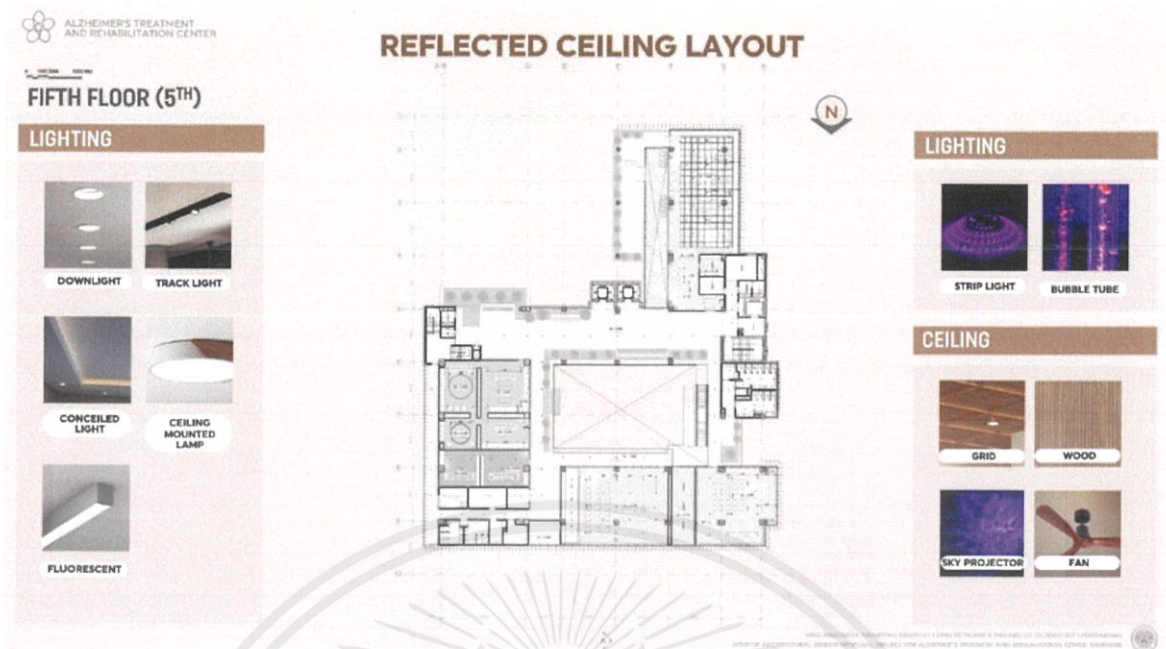 ALZHEIMER'S TREATMENT
AND REHABILITATION CENTER
REFLECTED CEILING LAYOUT
FIFTH FLOOR (5TH)
N
LIGHTING
DOWNLIGHT
TRACK LIGHT
CONCEILED
LIGHT
CEILING
MOUNTED
LAMP
FLUORESCENT
LIGHTING
STRIP LIGHT
BUBBLE TUBE
CEILING
GRID
WOOD
SKY PROJECTOR
FAN